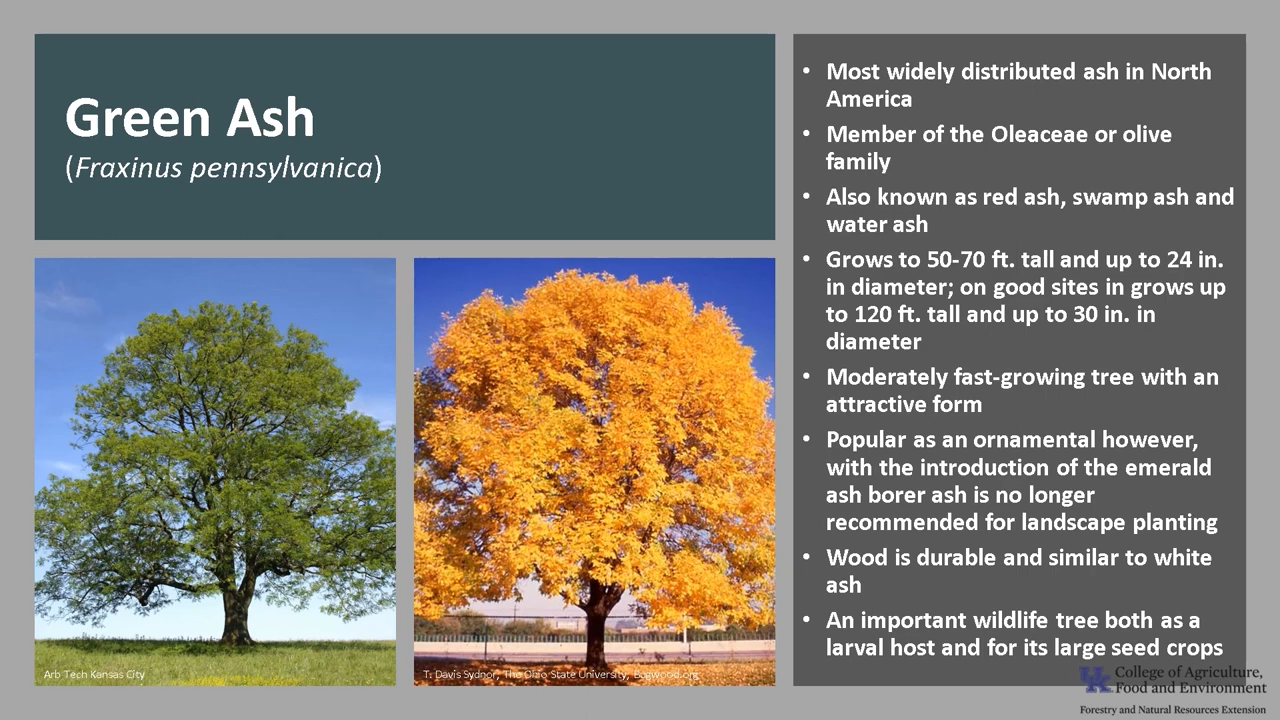 Green Ash
(Fraxinus pennsylvanica)
• Most widely distributed ash in North
America
• Member of the Oleaceae or olive
family
• Also known as red ash, swamp ash and
water ash
• Grows to 50-70 ft. tall and up to 24 in.
in diameter; on good sites in grows up
to 120 ft. tall and up to 30 in. in
diameter
• Moderately fast-growing tree with an
attractive form
• Popular as an ornamental however,
with the introduction of the emerald
ash borer ash is no longer
recommended for landscape planting
• Wood is durable and similar to white
ash
• An important wildlife tree both as a
larval host and for its large seed crops
Arb Tech Kansas City
T. Davis Sydnor, The Ohio State University, Bugwood.org
UK
College of Agriculture,
Food and Environment
Forestry and Natural Resources Extension